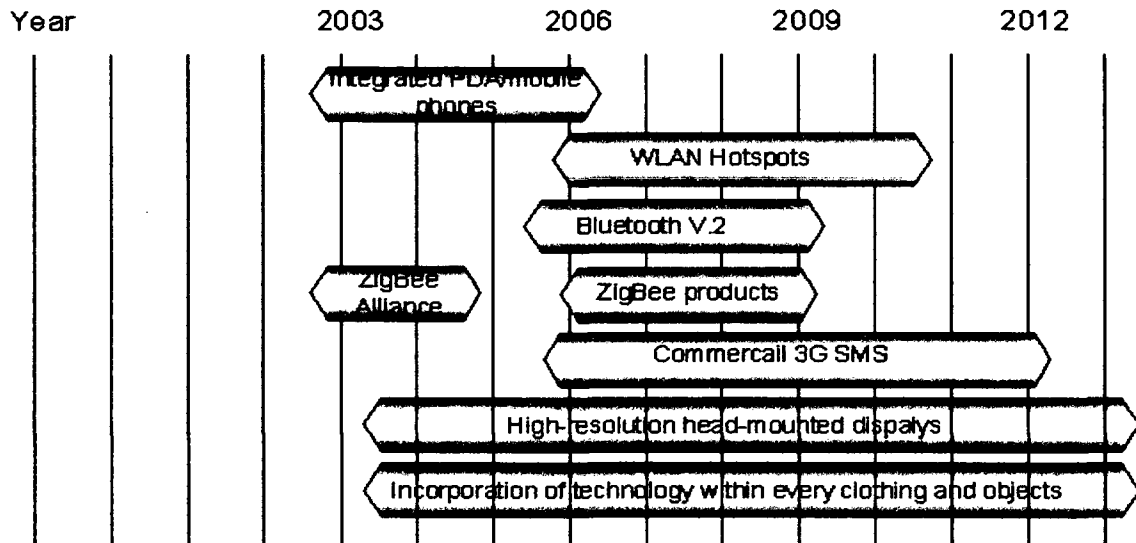 Year 2003 2006 2009 2012
Integrated PDA/mobile
phones
WLAN Hotspots
Bluetooth V.2
ZigBee
Alliance
ZigBee products
Commercail 3G SMS
High-resolution head-mounted dispalys
Incorporation of technology within every clothing and objects